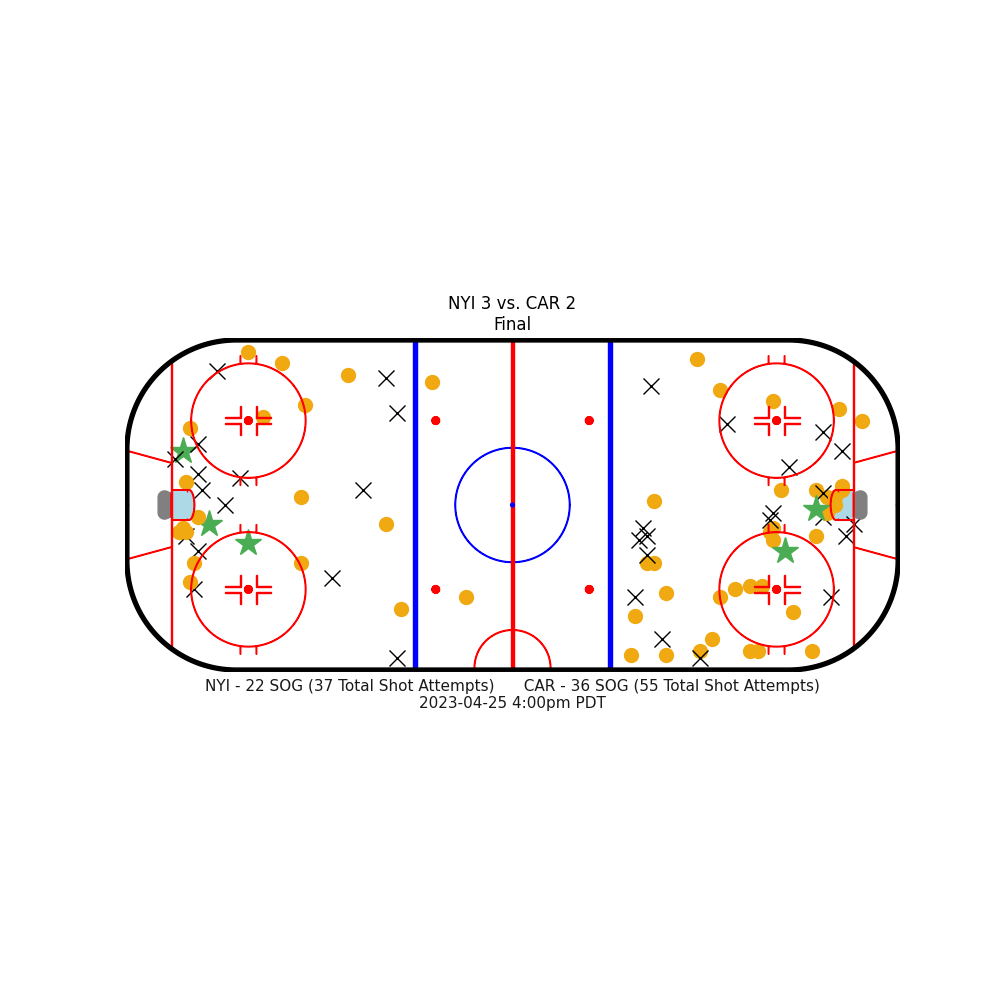 NYI 3 vs. CAR 2
Final
NYI - 22 SOG (37 Total Shot Attempts) CAR - 36 SOG (55 Total Shot Attempts)
2023-04-25 4:00pm PDT